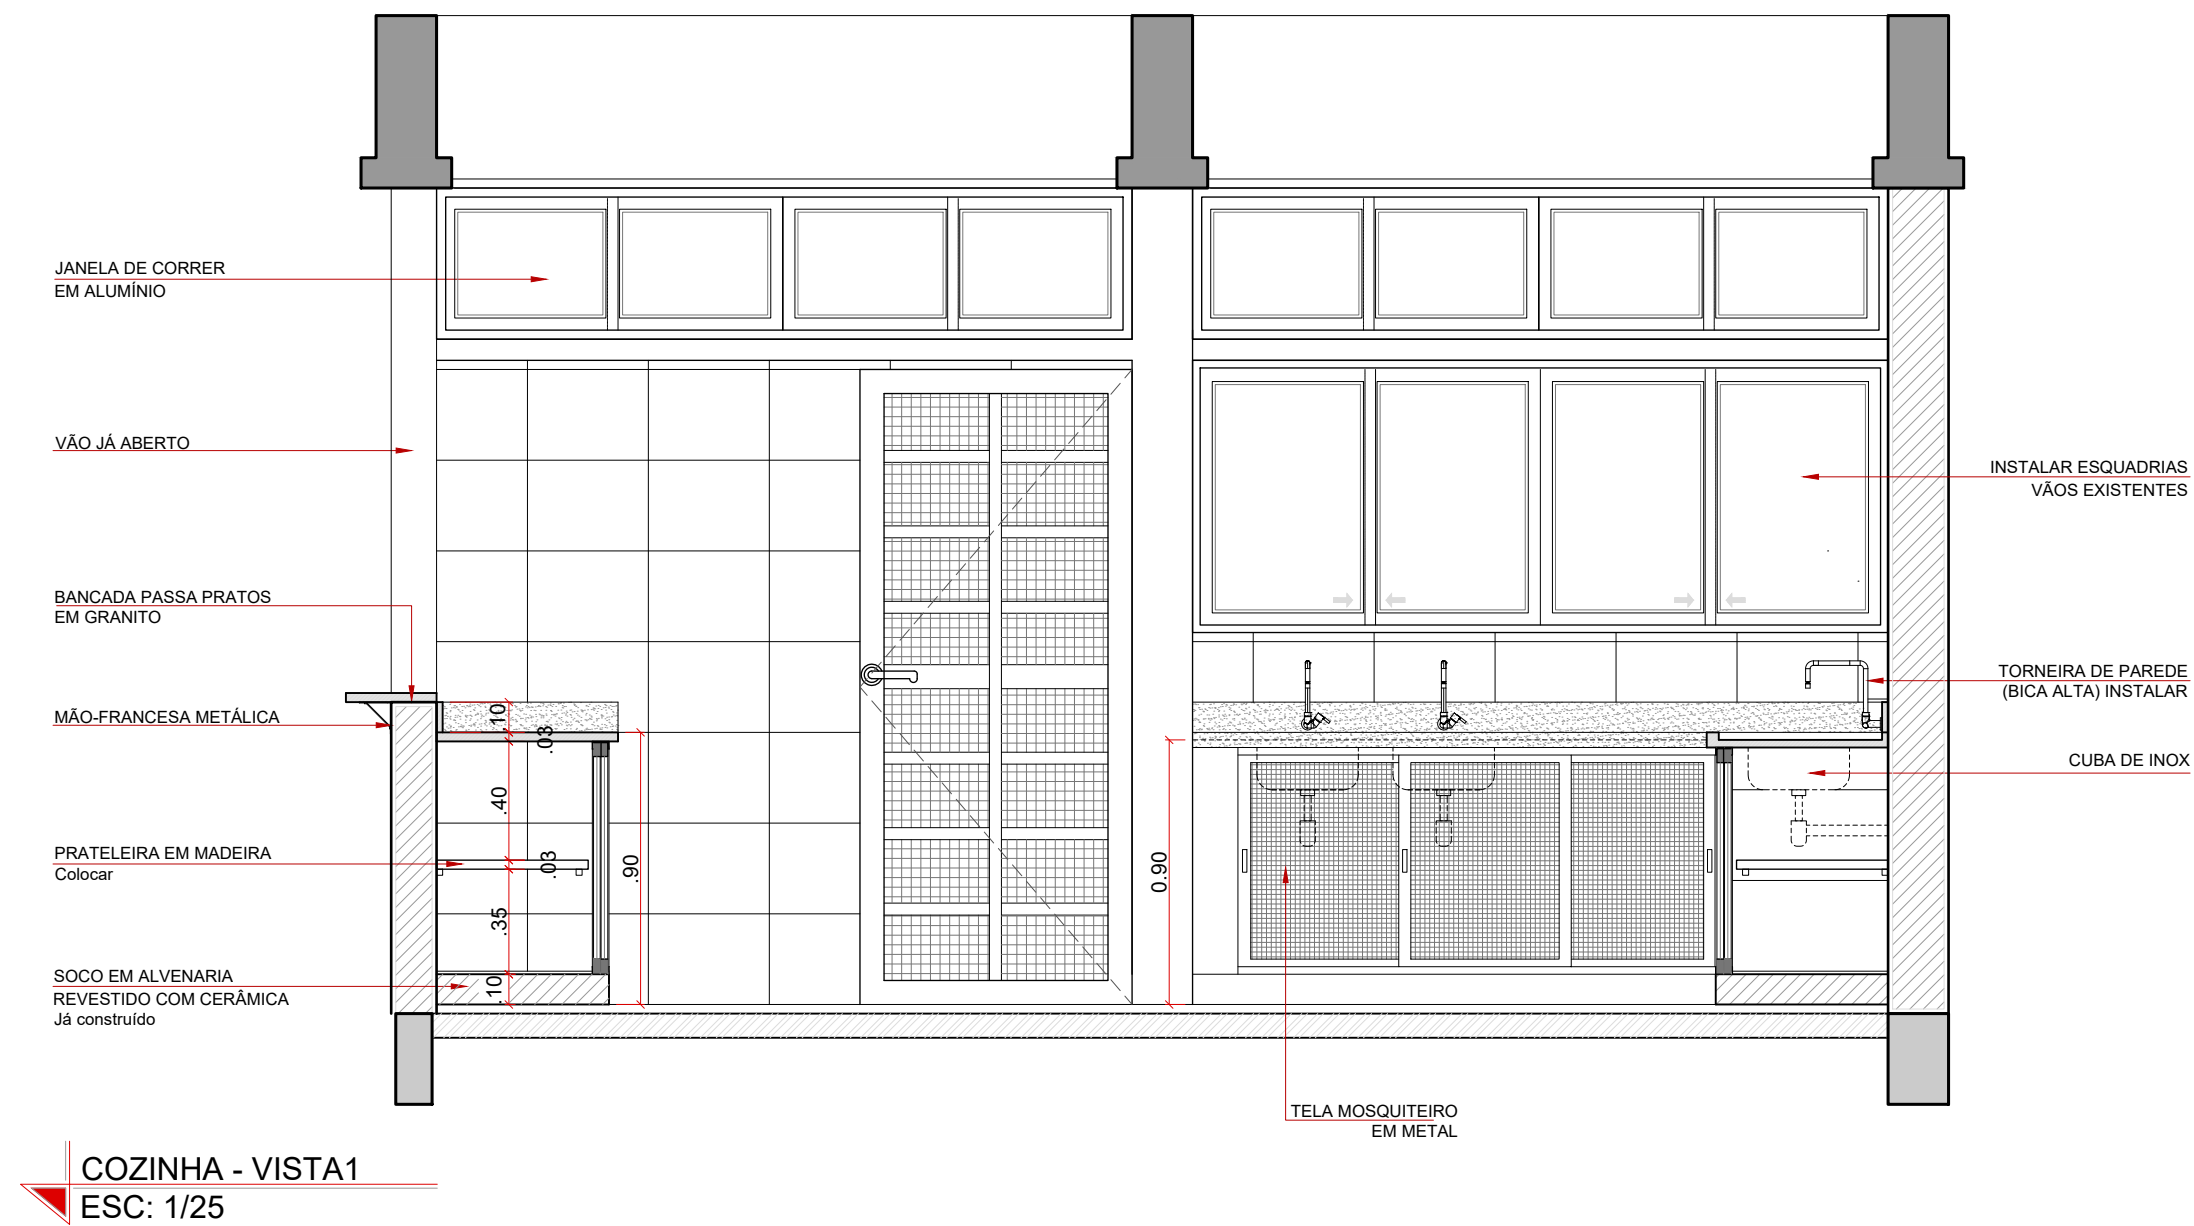 JANELA DE CORRER
EM ALUMÍNIO
VÃO JÁ ABERTO
INSTALAR ESQUADRIAS
VÃOS EXISTENTES
BANCADA PASSA PRATOS
EM GRANITO
TORNEIRA DE PAREDE
(BICA ALTA) INSTALAR
MÃO-FRANCESA METÁLICA
.10
.03
CUBA DE INOX
.40
PRATELEIRA EM MADEIRA
Colocar
.03
.90
0.90
.35
SOCO EM ALVENARIA
REVESTIDO COM CERÂMICA
Já construído
.10
TELA MOSQUITEIRO
EM METAL
COZINHA - VISTA1
ESC: 1/25